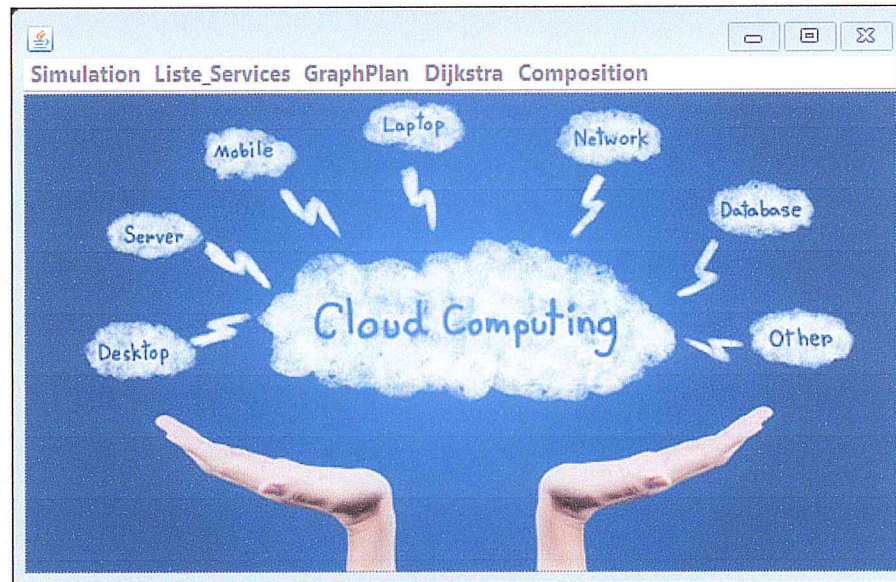 Simulation Liste_Services GraphPlan Dijkstra Composition
Laptop
Mobile
Network
Server
Database
Cloud Computing
Desktop
Other